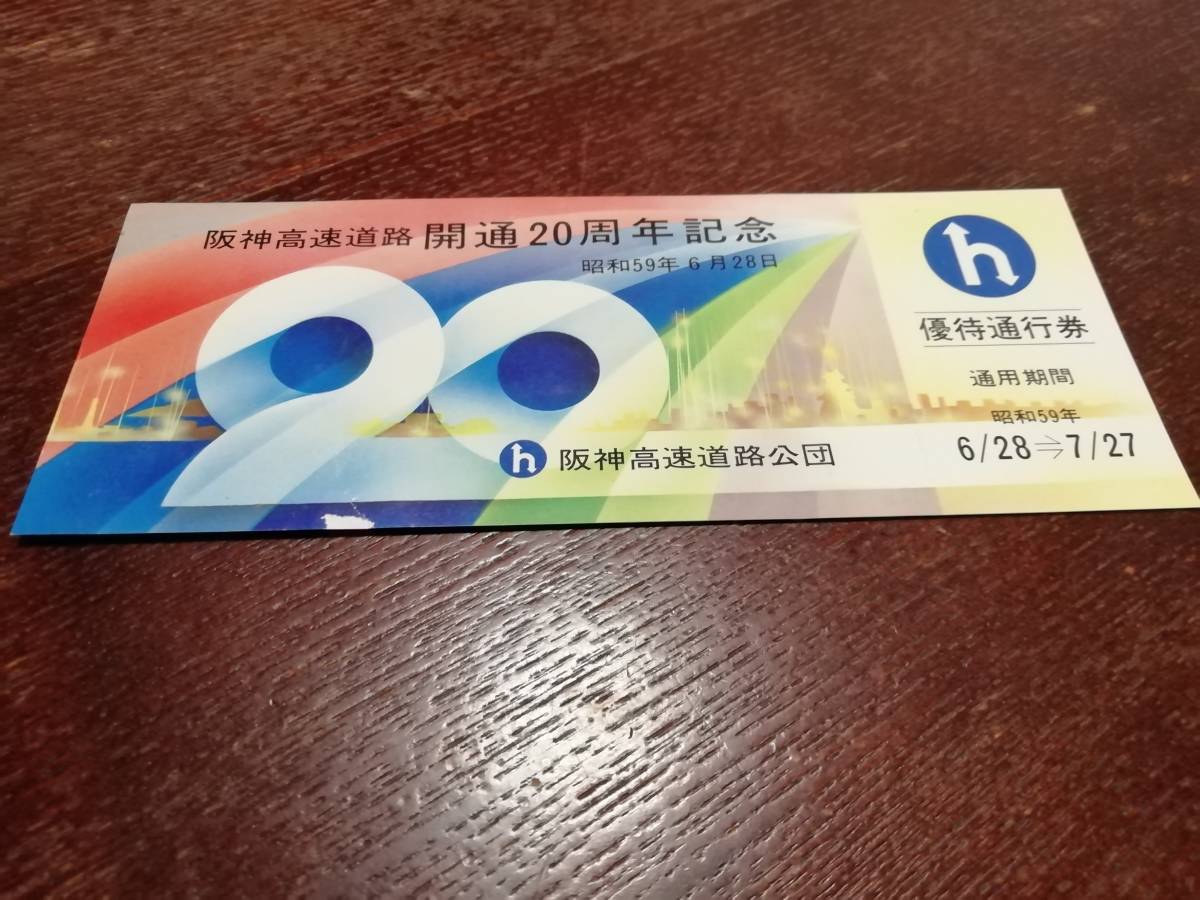 阪神高速道路 開通20周年記念
昭和59年6月28日
20
h 阪神高速道路公団
h
優待通行券
通用期間
昭和59年
6/28⇒7/27